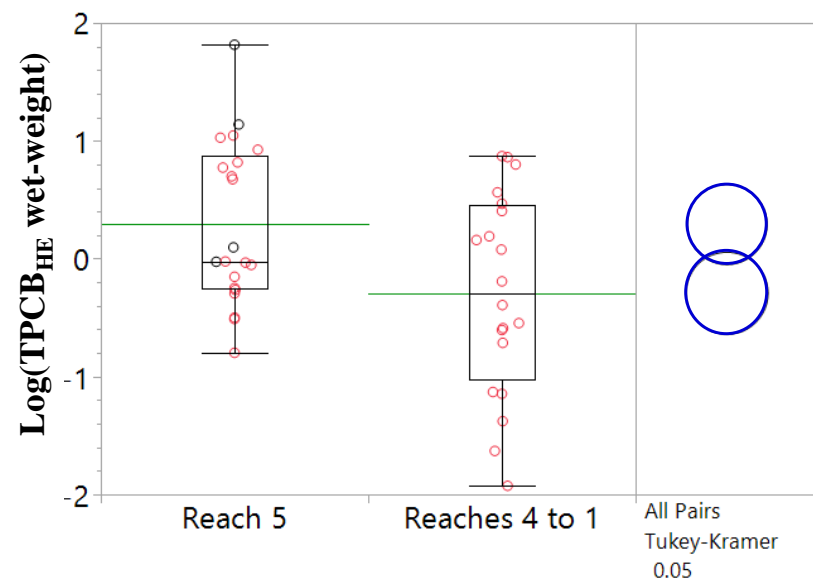 Log(TPCB_HE wet-weight)
2
1
0
-1
-2
Reach 5
Reaches 4 to 1
All Pairs
Tukey-Kramer
0.05